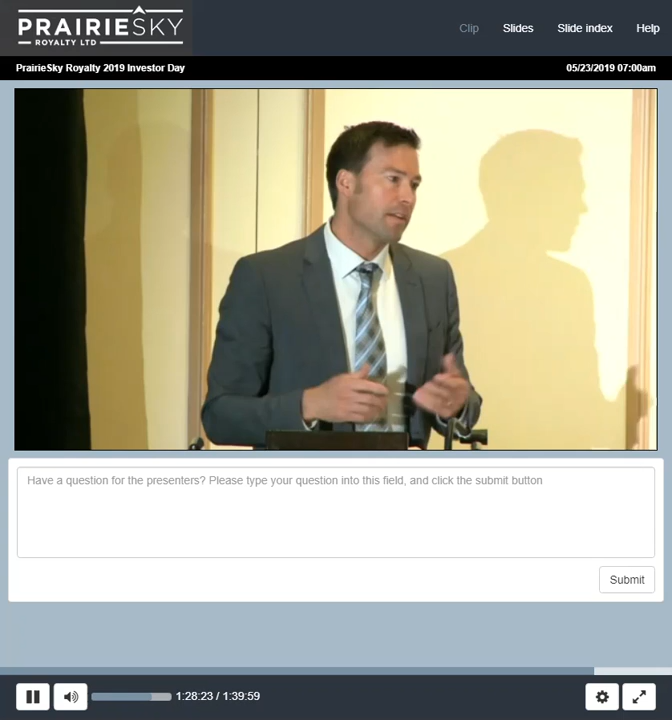 PRAIRIESKY
ROYALTY LTD
Clip Slides Slide index Help
PrairieSky Royalty 2019 Investor Day 05/23/2019 07:00am
Have a question for the presenters? Please type your question into this field, and click the submit button
Submit
1:28:23 / 1:39:59